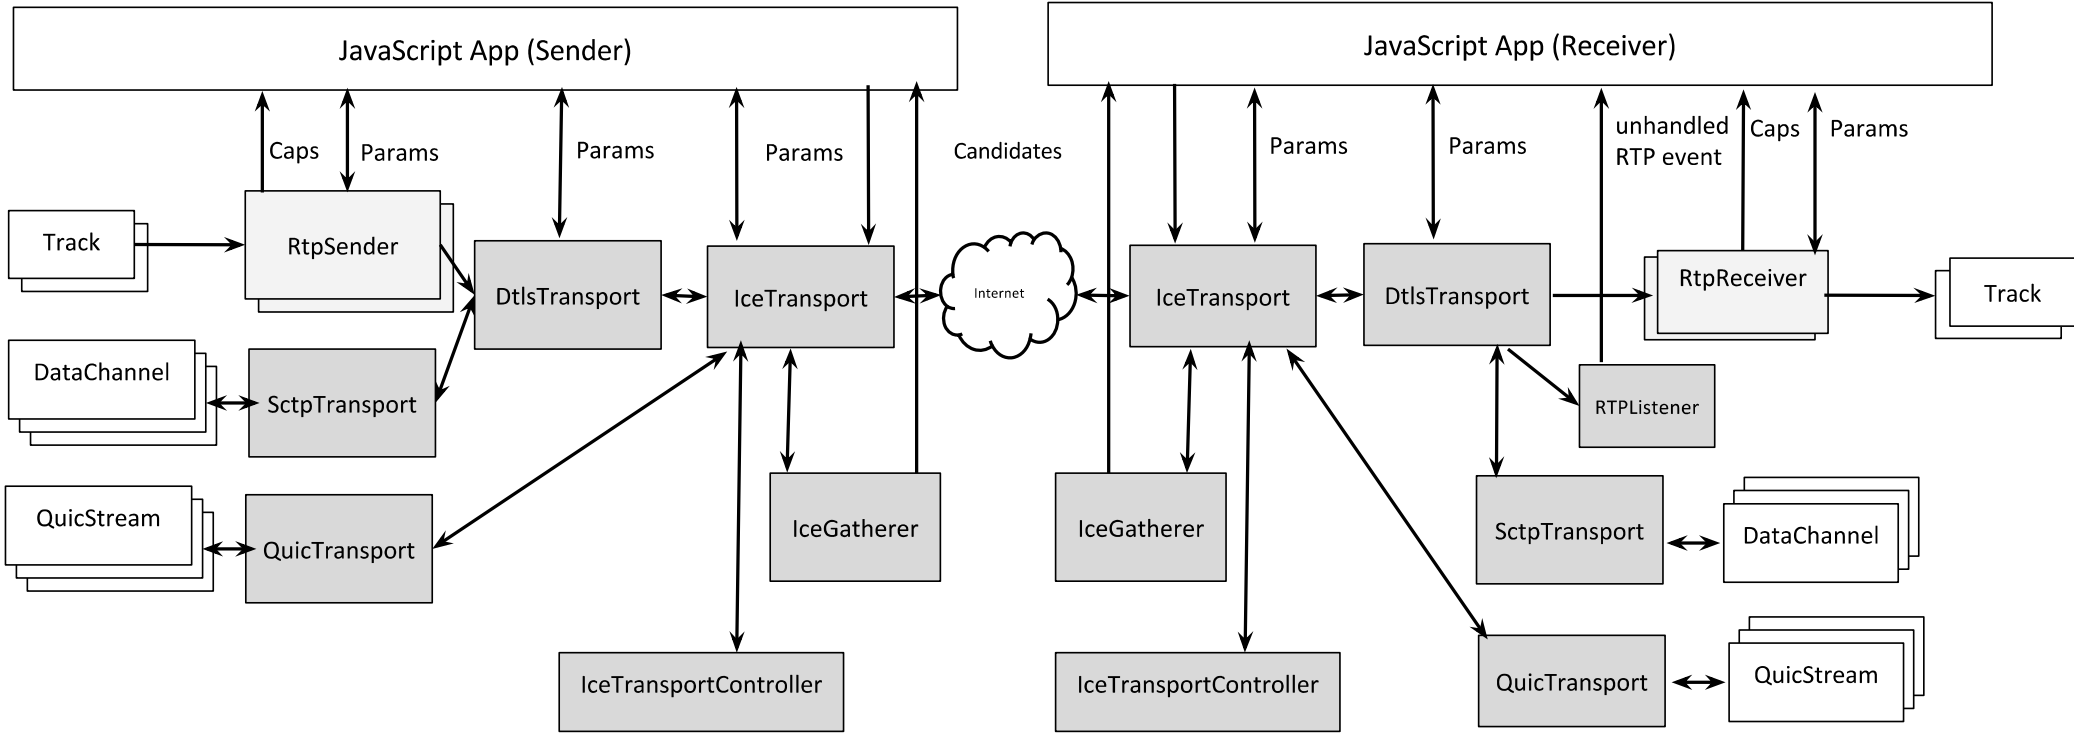 JavaScript App (Sender)
JavaScript App (Receiver)
Caps
Params
Params
Params
Candidates
Params
Params
unhandled
RTP event
Caps
Params
Track
RtpSender
DtlsTransport
IceTransport
Internet
IceTransport
DtlsTransport
RtpReceiver
Track
DataChannel
SctpTransport
RTPListener
QuicStream
QuicTransport
IceGatherer
IceGatherer
SctpTransport
DataChannel
IceTransportController
IceTransportController
QuicTransport
QuicStream